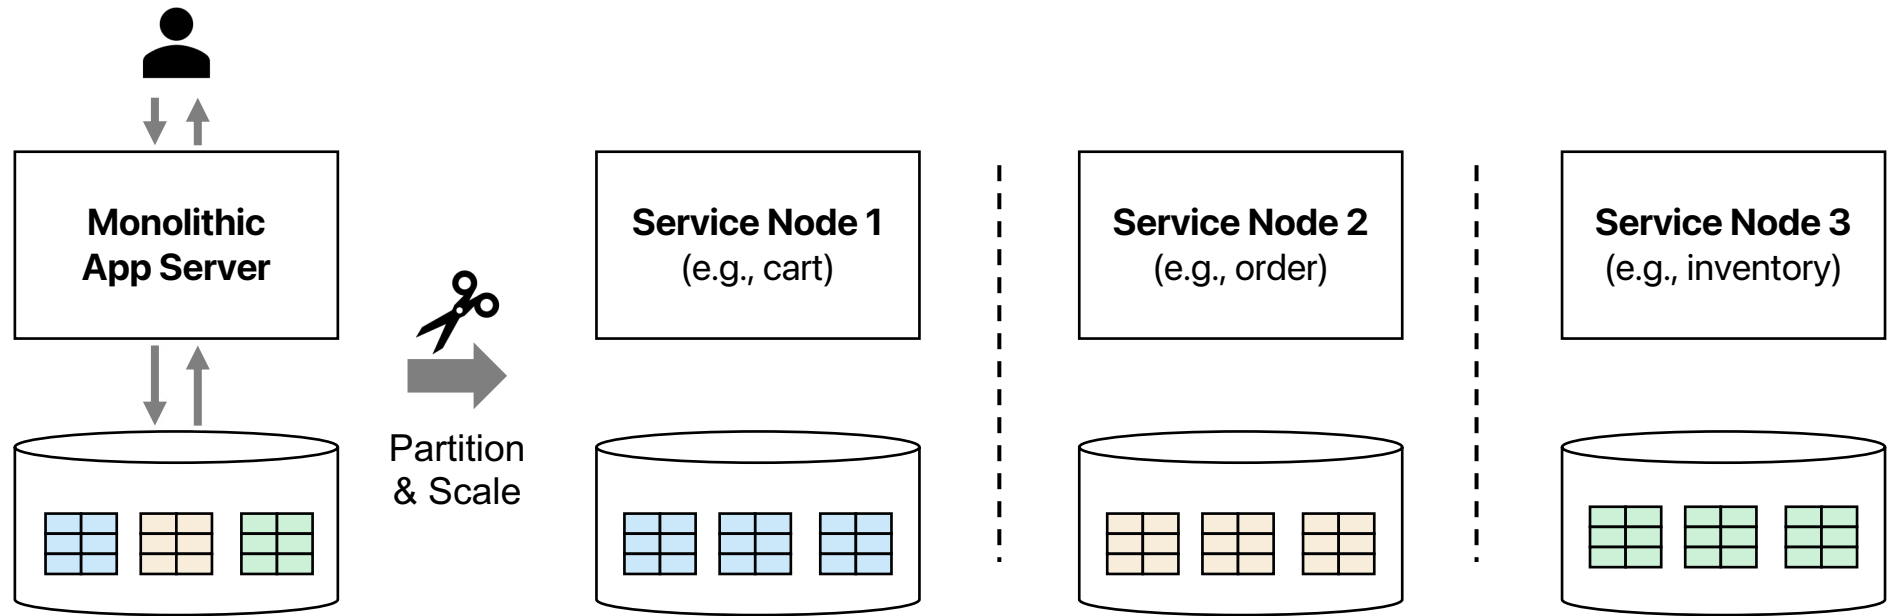 Monolithic
App Server
Partition
& Scale
Service Node 1
(e.g., cart)
Service Node 2
(e.g., order)
Service Node 3
(e.g., inventory)